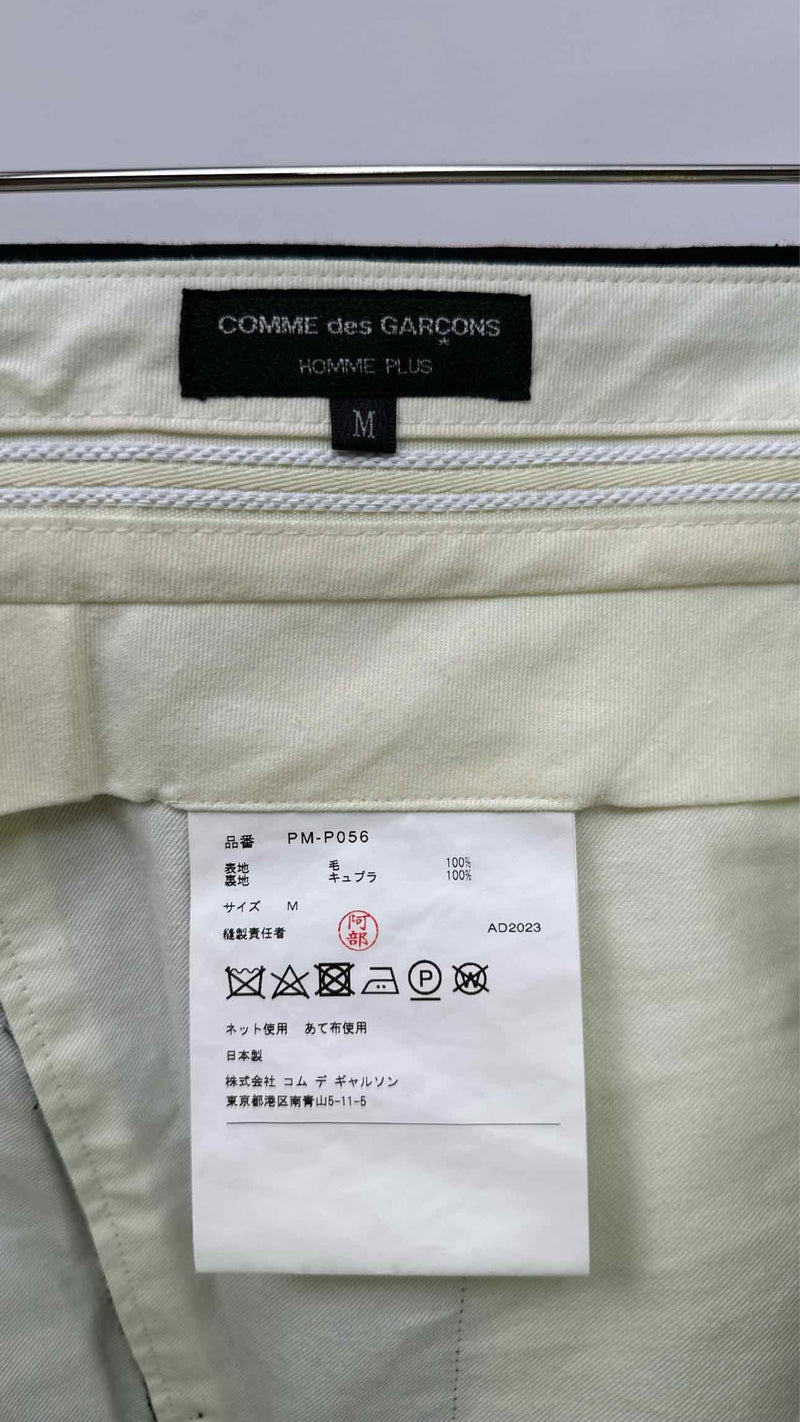 COMME des GARÇONS
*
HOMME PLUS
M
品番 PM-P056
表地 毛 100%
裏地 キュプラ 100%
サイズ M
縫製責任者 阿部 AD2023
P W
ネット使用 あて布使用
日本製
株式会社 コム デ ギャルソン
東京都港区南青山5-11-5